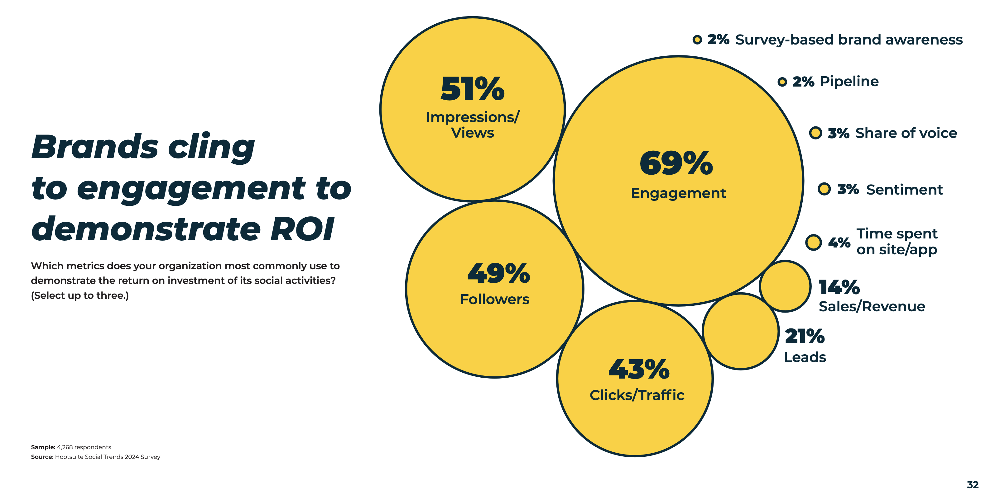 Brands cling
to engagement to
demonstrate ROI
Which metrics does your organization most commonly use to
demonstrate the return on investment of its social activities?
(Select up to three.)
Sample: 4,268 respondents
Source: Hootsuite Social Trends 2024 Survey
51%
Impressions/
Views
69%
Engagement
49%
Followers
43%
Clicks/Traffic
2% Survey-based brand awareness
2% Pipeline
3% Share of voice
3% Sentiment
4% Time spent
on site/app
14%
Sales/Revenue
21%
Leads
32